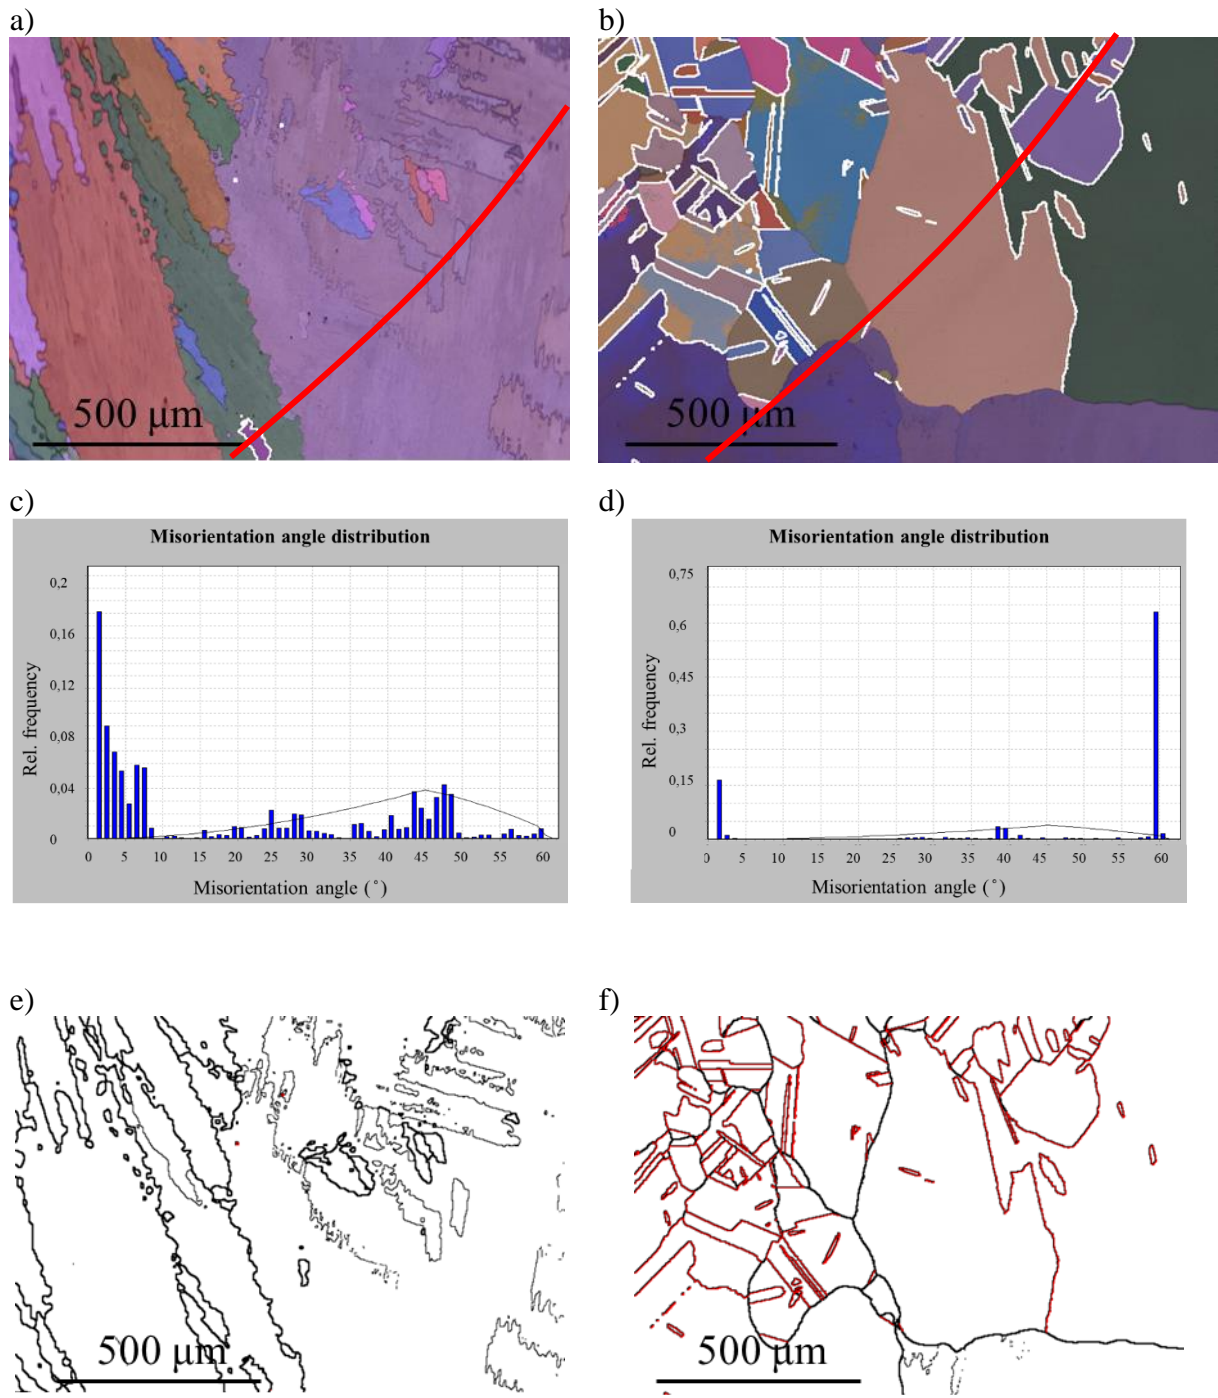 a)
b)
500 μm
500 μm
c)
d)
Misorientation angle distribution
Misorientation angle distribution
Rel. frequency
0,2
0,16
0,12
0,08
0,04
0
0 5 10 15 20 25 30 35 40 45 50 55 60
Misorientation angle (˚)
Rel. frequency
0,75
0,6
0,45
0,3
0,15
0
0 5 10 15 20 25 30 35 40 45 50 55 60
Misorientation angle (˚)
e)
f)
500 μm
500 μm